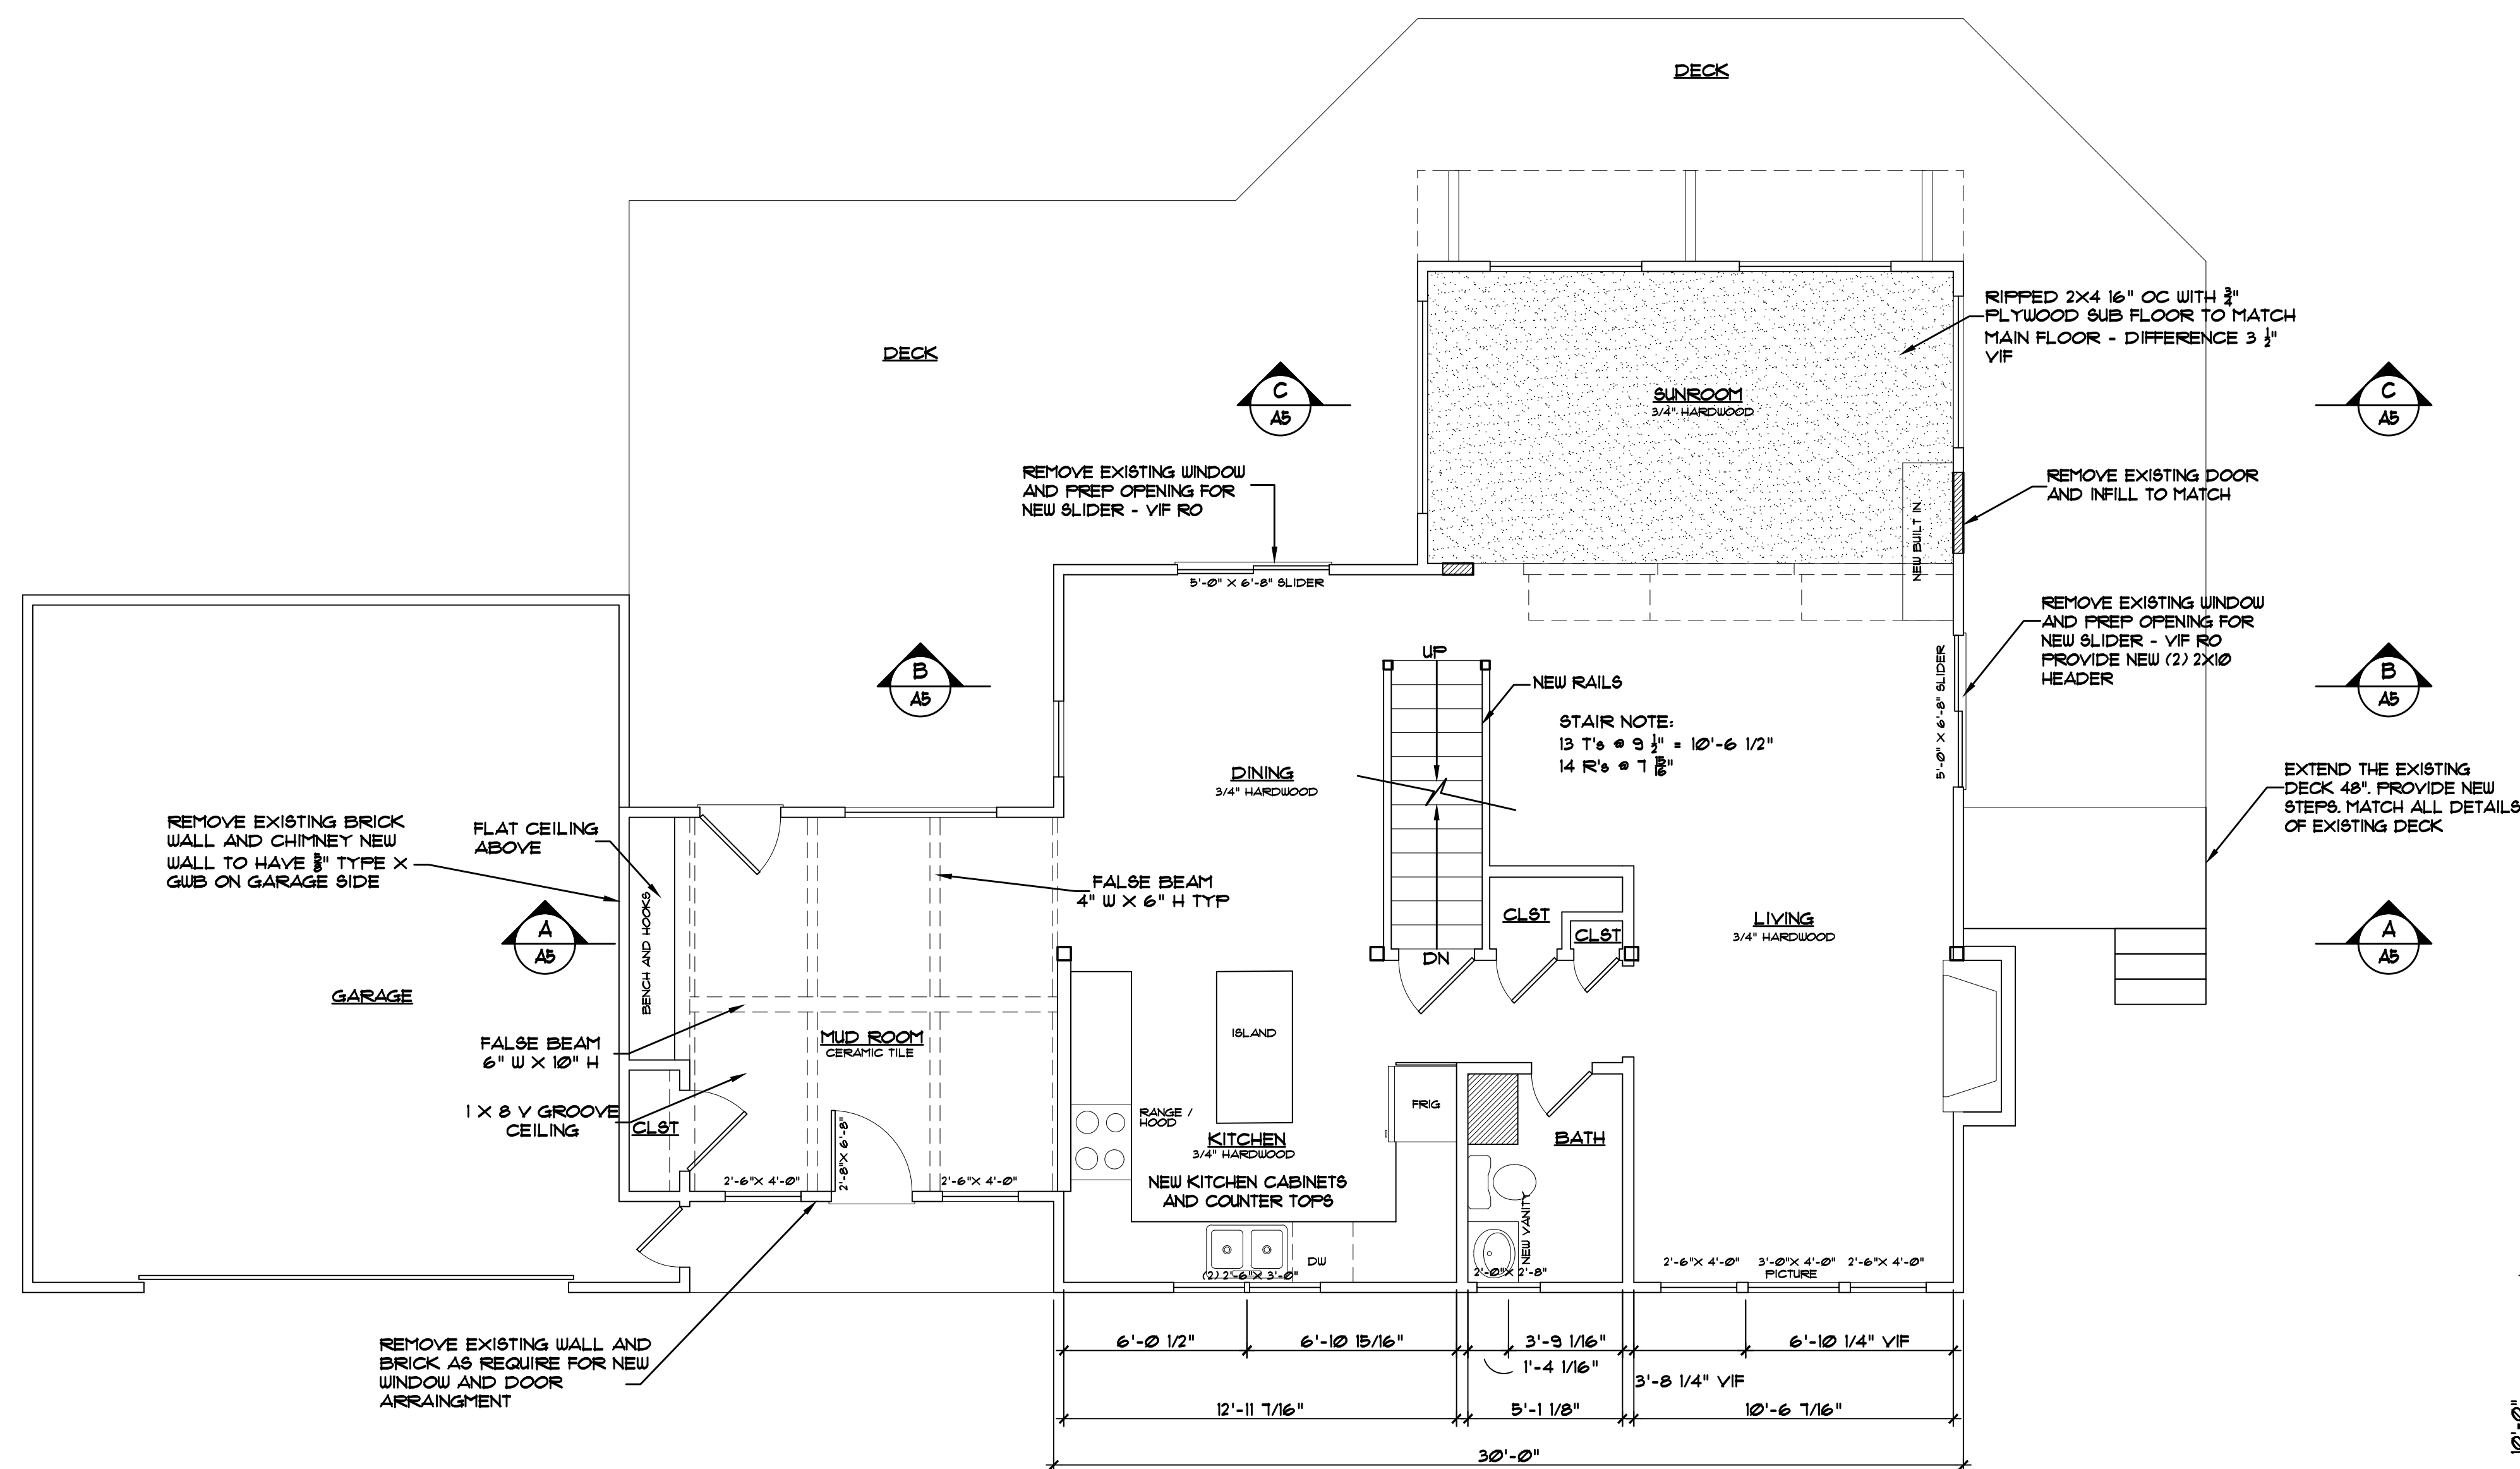 DECK
DECK
RIPPED 2X4 16" OC WITH 3/4"
PLYWOOD SUB FLOOR TO MATCH
MAIN FLOOR - DIFFERENCE 3 1/2"
VIF
C
A5
C
A5
SUNROOM
3/4" HARDWOOD
REMOVE EXISTING WINDOW
AND PREP OPENING FOR
NEW SLIDER - VIF RO
REMOVE EXISTING DOOR
AND INFILL TO MATCH
NEW BUILT IN
5'-0" X 6'-8" SLIDER
REMOVE EXISTING WINDOW
AND PREP OPENING FOR
NEW SLIDER - VIF RO
PROVIDE NEW (2) 2X10
HEADER
5'-0" X 6'-8" SLIDER
B
A5
B
A5
UP
NEW RAILS
STAIR NOTE:
13 T's @ 9 1/2" = 10'-6 1/2"
14 R's @ 7 15/16"
DINING
3/4" HARDWOOD
EXTEND THE EXISTING
DECK 48". PROVIDE NEW
STEPS. MATCH ALL DETAILS
OF EXISTING DECK
REMOVE EXISTING BRICK
WALL AND CHIMNEY NEW
WALL TO HAVE 5/8" TYPE X
GWB ON GARAGE SIDE
FLAT CEILING
ABOVE
FALSE BEAM
4" W X 6" H TYP
BENCH AND HOOKS
A
A5
CLST
CLST
LIVING
3/4" HARDWOOD
A
A5
DN
GARAGE
FALSE BEAM
6" W X 10" H
MUD ROOM
CERAMIC TILE
ISLAND
1 X 8 V GROOVE
CEILING
CLST
RANGE /
HOOD
FRIG
KITCHEN
3/4" HARDWOOD
BATH
NEW KITCHEN CABINETS
AND COUNTER TOPS
2'-6"X 4'-0"
2'-8"X 6'-8"
2'-6"X 4'-0"
NEW VANITY
DW
(2) 2'-6"X 3'-0"
2'-0"X 2'-8"
2'-6"X 4'-0"
3'-0"X 4'-0"
PICTURE
2'-6"X 4'-0"
REMOVE EXISTING WALL AND
BRICK AS REQUIRE FOR NEW
WINDOW AND DOOR
ARRAINGMENT
6'-0 1/2"
6'-10 15/16"
3'-9 1/16"
6'-10 1/4" VIF
1'-4 1/16"
3'-8 1/4" VIF
12'-11 7/16"
5'-1 1/8"
10'-6 7/16"
30'-0"
10'-0"